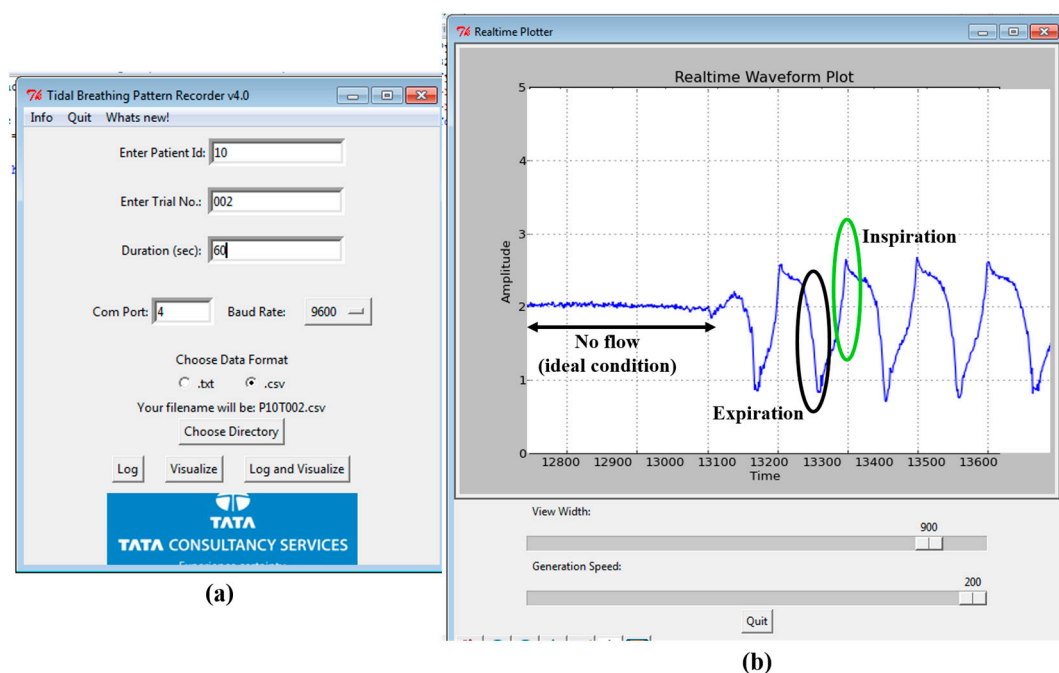 Tidal Breathing Pattern Recorder v4.0
Info Quit Whats new!
Enter Patient Id: 10
Enter Trial No.: 002
Duration (sec): 60
Com Port: 4 Baud Rate: 9600
Choose Data Format
.txt .csv
Your filename will be: P10T002.csv
Choose Directory
Log Visualize Log and Visualize
TATA
TATA CONSULTANCY SERVICES
Experience certainty
(a)
Realtime Plotter
Realtime Waveform Plot
5
4
3
2
1
0
Amplitude
Inspiration
No flow
(ideal condition)
Expiration
12800 12900 13000 13100 13200 13300 13400 13500 13600
Time
View Width:
900
Generation Speed:
200
Quit
(b)